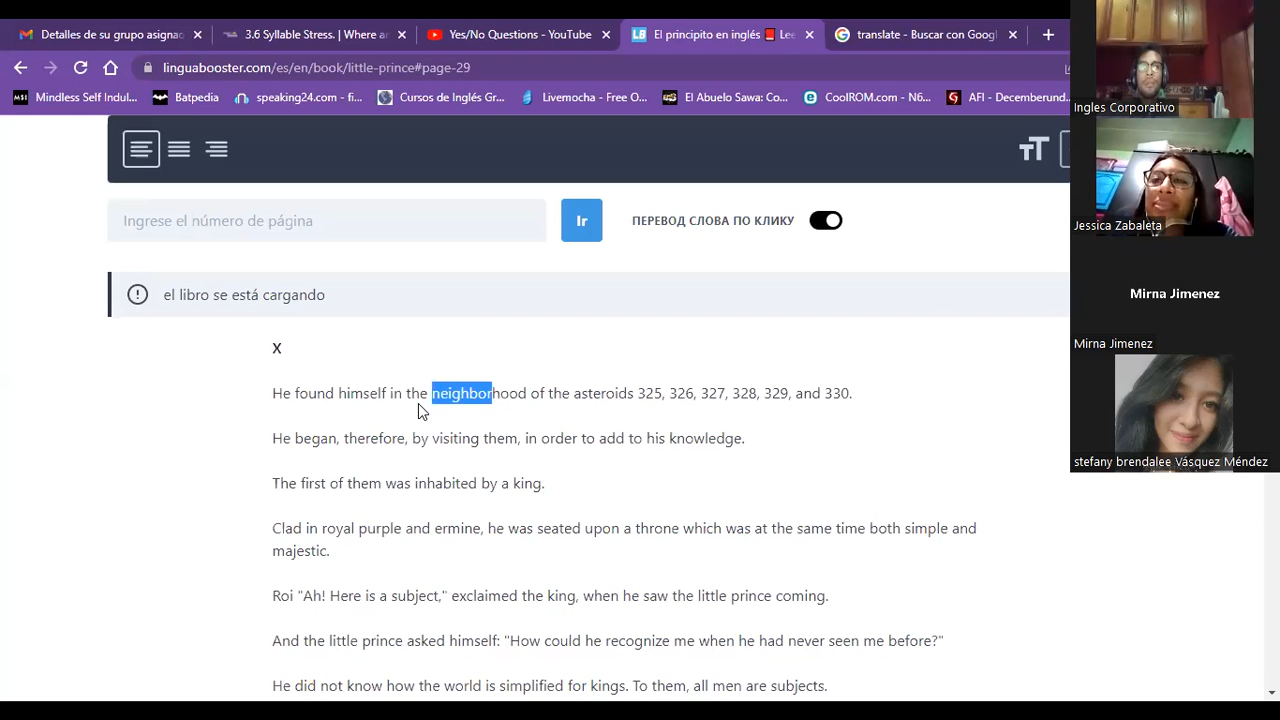 Detalles de su grupo asigna
3.6 Syllable Stress. | Where ar
Yes/No Questions - YouTube
LB El principito en inglés 📕 Lee
translate - Buscar con Googl
linguabooster.com/es/en/book/little-prince#page-29
Mindless Self Indul...
Batpedia
speaking24.com - fi...
Cursos de Inglés Gr...
Livemocha - Free O...
El Abuelo Sawa: Co...
CoolROM.com - N6...
AFI - Decemberund...
TT
Ingrese el número de página
Ir
ПЕРЕВОД СЛОВА ПО КЛИКУ
el libro se está cargando
X
He found himself in the neighborhood of the asteroids 325, 326, 327, 328, 329, and 330.
He began, therefore, by visiting them, in order to add to his knowledge.
The first of them was inhabited by a king.
Clad in royal purple and ermine, he was seated upon a throne which was at the same time both simple and
majestic.
Roi "Ah! Here is a subject," exclaimed the king, when he saw the little prince coming.
And the little prince asked himself: "How could he recognize me when he had never seen me before?"
He did not know how the world is simplified for kings. To them, all men are subjects.
Ingles Corporativo
Jessica Zabaleta
Mirna Jimenez
Mirna Jimenez
stefany brendalee Vásquez Méndez